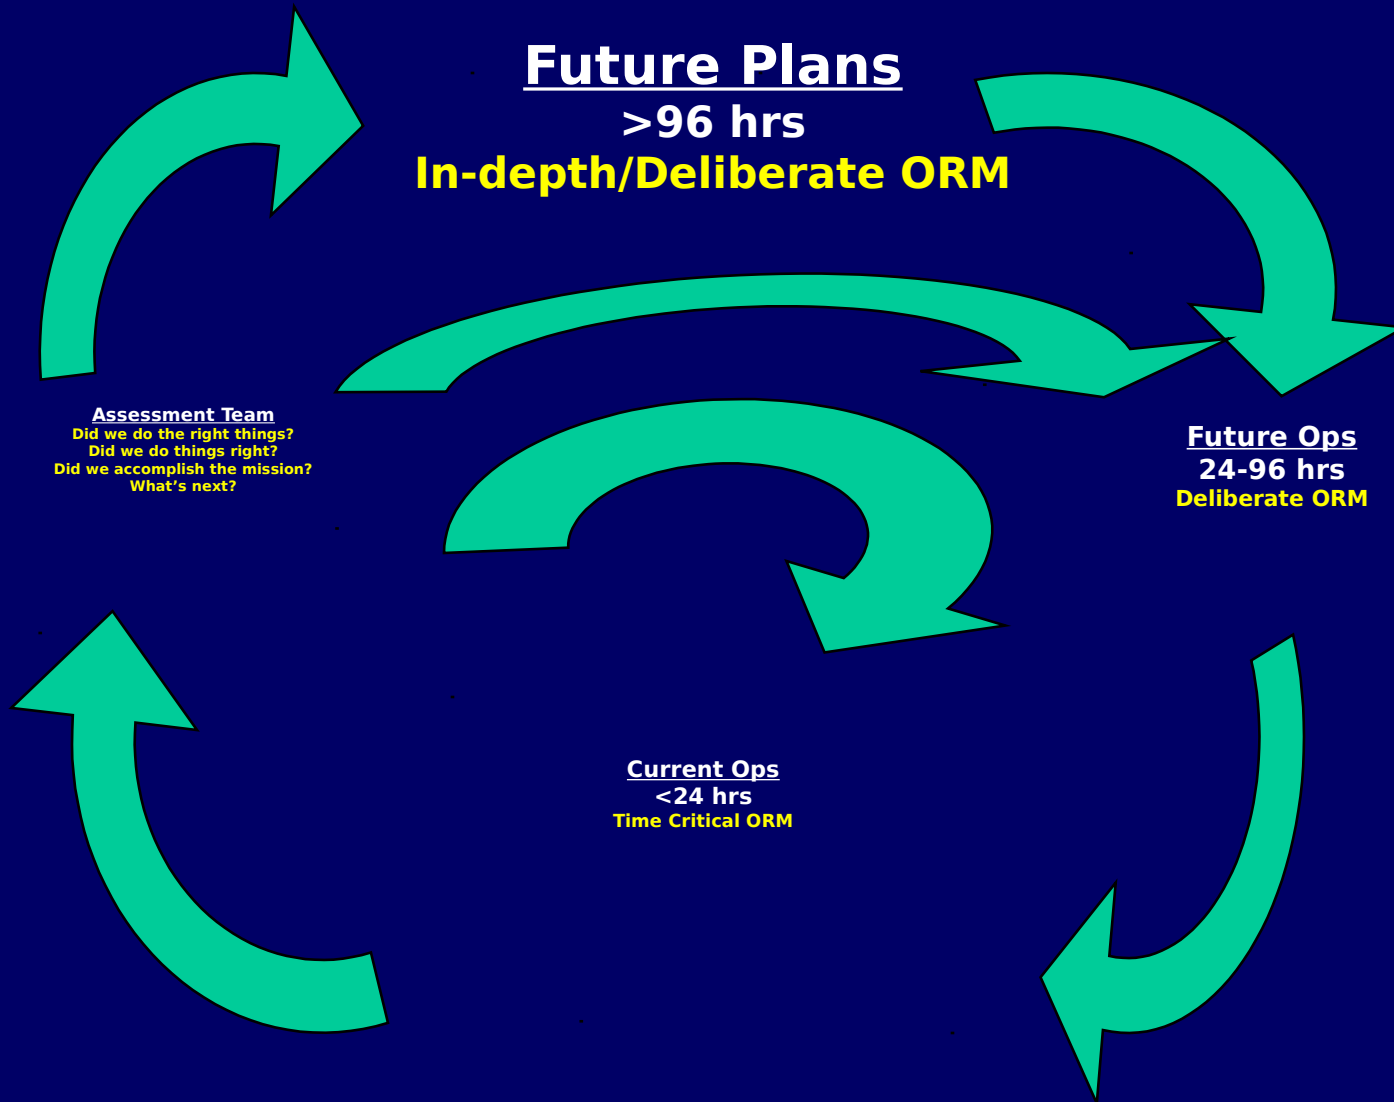 Future Plans
>96 hrs
In-depth/Deliberate ORM
Assessment Team
Did we do the right things?
Did we do things right?
Did we accomplish the mission?
What’s next?
Future Ops
24-96 hrs
Deliberate ORM
Current Ops
<24 hrs
Time Critical ORM